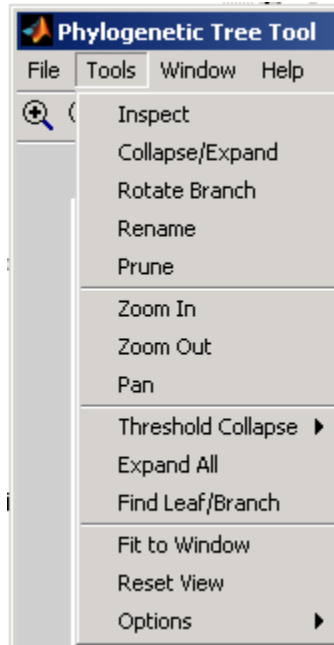 Phylogenetic Tree Tool
File Tools Window Help
Inspect
Collapse/Expand
Rotate Branch
Rename
Prune
Zoom In
Zoom Out
Pan
Threshold Collapse
Expand All
Find Leaf/Branch
Fit to Window
Reset View
Options